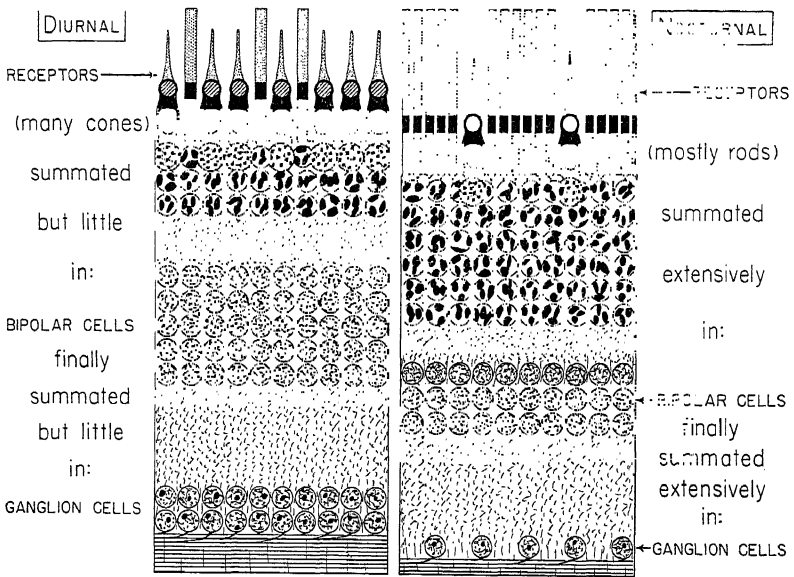 DIURNAL
RECEPTORS
(many cones)
summated
but little
in:
BIPOLAR CELLS
finally
summated
but little
in:
GANGLION CELLS
NOCTURNAL
RECEPTORS
(mostly rods)
summated
extensively
in:
BIPOLAR CELLS
finally
summated
extensively
in:
GANGLION CELLS